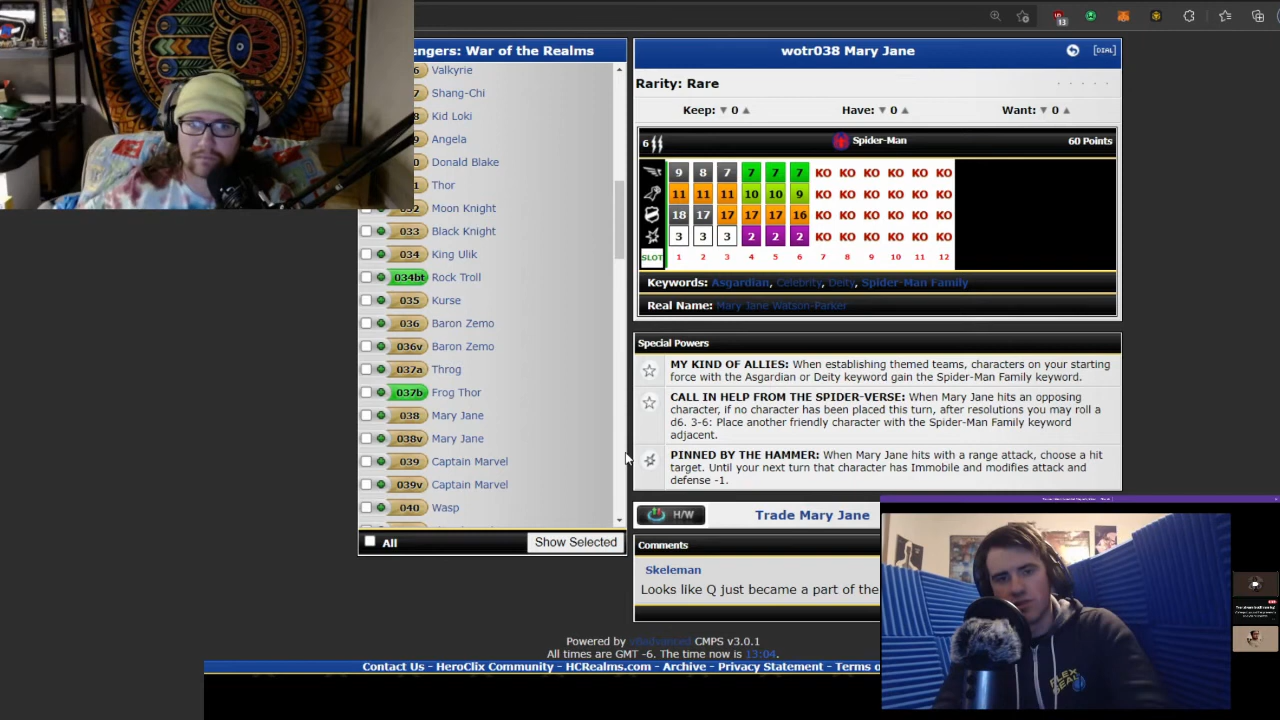 engers: War of the Realms
6 Valkyrie
7 Shang-Chi
8 Kid Loki
9 Angela
0 Donald Blake
1 Thor
032 Moon Knight
033 Black Knight
034 King Ulik
034bt Rock Troll
035 Kurse
036 Baron Zemo
036v Baron Zemo
037a Throg
037b Frog Thor
038 Mary Jane
038v Mary Jane
039 Captain Marvel
039v Captain Marvel
040 Wasp
All Show Selected
13
wotr038 Mary Jane [DIAL]
Rarity: Rare
Keep: ▼ 0 ▲ Have: ▼ 0 ▲ Want: ▼ 0 ▲
6 Spider-Man 60 Points
9 8 7 7 7 7 KO KO KO KO KO KO
11 11 11 10 10 9 KO KO KO KO KO KO
18 17 17 17 17 16 KO KO KO KO KO KO
3 3 3 2 2 2 KO KO KO KO KO KO
SLOT 1 2 3 4 5 6 7 8 9 10 11 12
Keywords: Asgardian, Celebrity, Deity, Spider-Man Family
Real Name: Mary Jane Watson-Parker
Special Powers
MY KIND OF ALLIES: When establishing themed teams, characters on your starting
force with the Asgardian or Deity keyword gain the Spider-Man Family keyword.
CALL IN HELP FROM THE SPIDER-VERSE: When Mary Jane hits an opposing
character, if no character has been placed this turn, after resolutions you may roll a
d6. 3-6: Place another friendly character with the Spider-Man Family keyword
adjacent.
PINNED BY THE HAMMER: When Mary Jane hits with a range attack, choose a hit
target. Until your next turn that character has Immobile and modifies attack and
defense -1.
H/W Trade Mary Jane
Comments
Skeleman
Looks like Q just became a part of the
FLEX
SEAL
Powered by vBadvanced CMPS v3.0.1
All times are GMT -6. The time now is 13:04.
Contact Us - HeroClix Community - HCRealms.com - Archive - Privacy Statement - Terms o